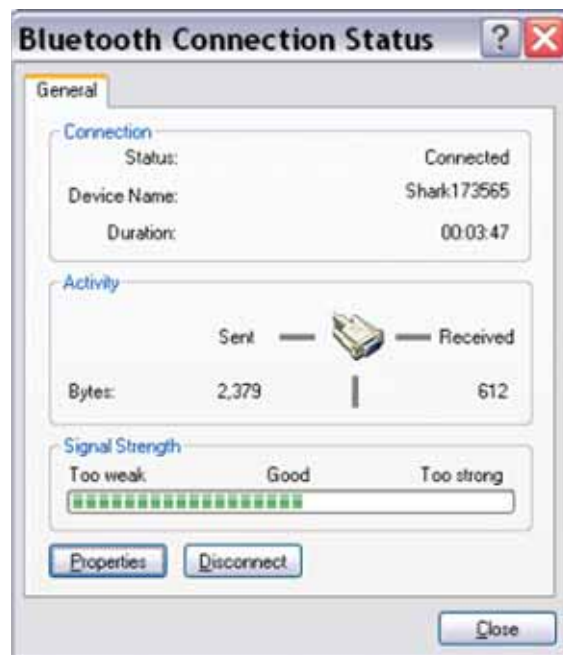 Bluetooth Connection Status
General
Connection
Status: Connected
Device Name: Shark173565
Duration: 00:03:47
Activity
Sent Received
Bytes: 2,379 612
Signal Strength
Too weak Good Too strong
Properties Disconnect
Close